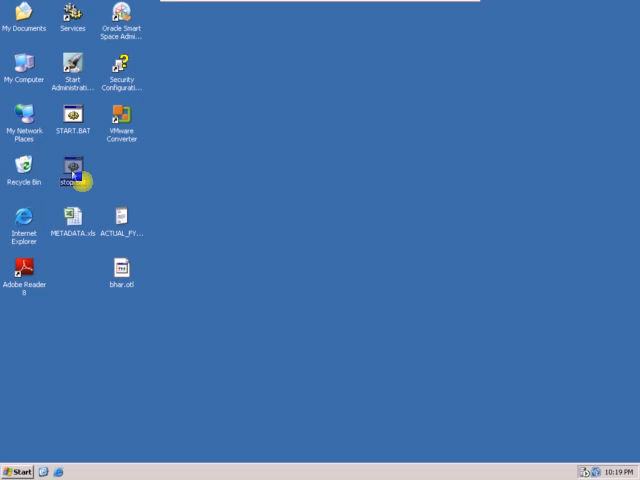 My Documents
Services
Oracle Smart
Space Admi...
My Computer
Start
Administrati...
Security
Configurati...
My Network
Places
START.BAT
VMware
Converter
Recycle Bin
Internet
Explorer
METADATA.xls
ACTUAL_FY...
Adobe Reader
8
bhar.otl
Start
10:19 PM